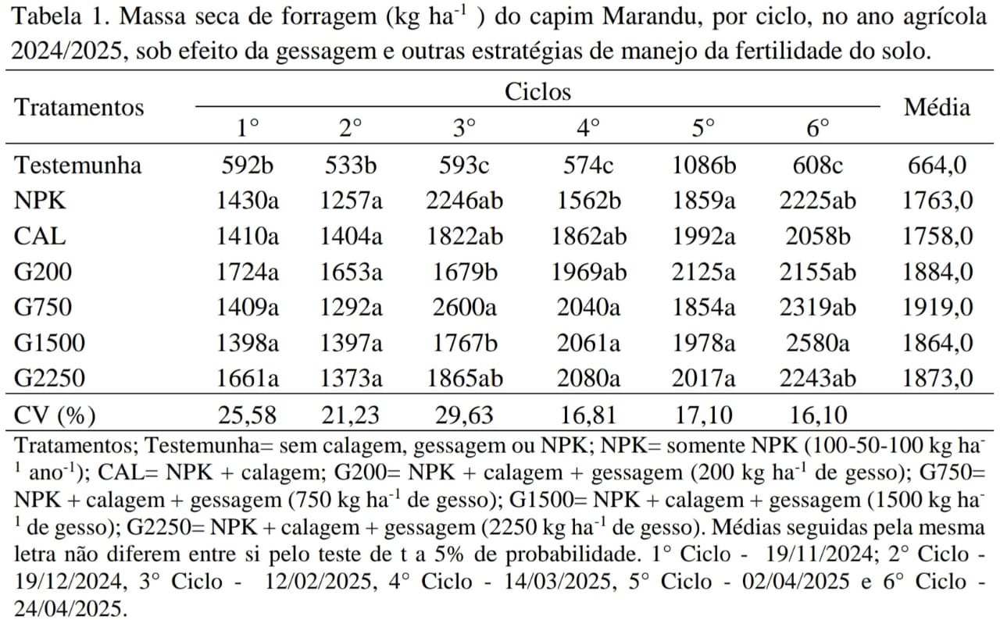 Tabela 1. Massa seca de forragem (kg ha-1 ) do capim Marandu, por ciclo, no ano agrícola
2024/2025, sob efeito da gessagem e outras estratégias de manejo da fertilidade do solo.
Tratamentos Ciclos Média
1° 2° 3° 4° 5° 6°
Testemunha 592b 533b 593c 574c 1086b 608c 664,0
NPK 1430a 1257a 2246ab 1562b 1859a 2225ab 1763,0
CAL 1410a 1404a 1822ab 1862ab 1992a 2058b 1758,0
G200 1724a 1653a 1679b 1969ab 2125a 2155ab 1884,0
G750 1409a 1292a 2600a 2040a 1854a 2319ab 1919,0
G1500 1398a 1397a 1767b 2061a 1978a 2580a 1864,0
G2250 1661a 1373a 1865ab 2080a 2017a 2243ab 1873,0
CV (%) 25,58 21,23 29,63 16,81 17,10 16,10
Tratamentos; Testemunha= sem calagem, gessagem ou NPK; NPK= somente NPK (100-50-100 kg ha-
1 ano-1); CAL= NPK + calagem; G200= NPK + calagem + gessagem (200 kg ha-1 de gesso); G750=
NPK + calagem + gessagem (750 kg ha-1 de gesso); G1500= NPK + calagem + gessagem (1500 kg ha-
1 de gesso); G2250= NPK + calagem + gessagem (2250 kg ha-1 de gesso). Médias seguidas pela mesma
letra não diferem entre si pelo teste de t a 5% de probabilidade. 1° Ciclo - 19/11/2024; 2° Ciclo -
19/12/2024, 3° Ciclo - 12/02/2025, 4° Ciclo - 14/03/2025, 5° Ciclo - 02/04/2025 e 6° Ciclo -
24/04/2025.